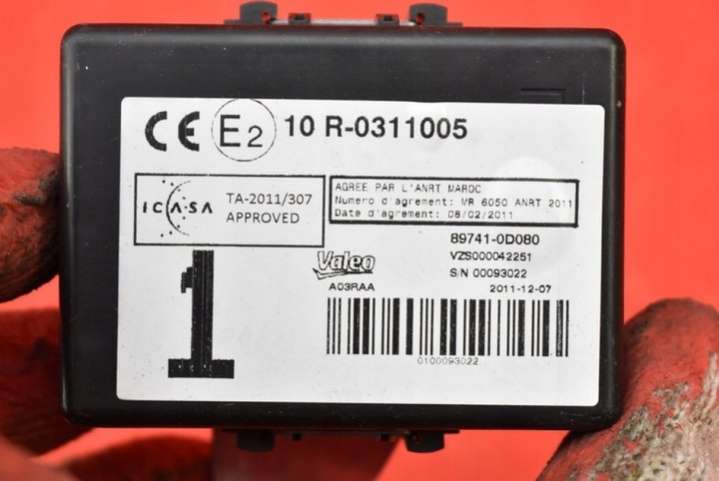 CE E2 10 R-0311005
ICASA TA-2011/307
APPROVED
AGREE PAR L'ANRT MAROC
Numero d'agrement: MR 6050 ANRT 2011
Date d'agrement: 08/02/2011
89741-0D080
Valeo VZS000042251
S/N 00093022
A03RAA 2011-12-07
1
0100093022